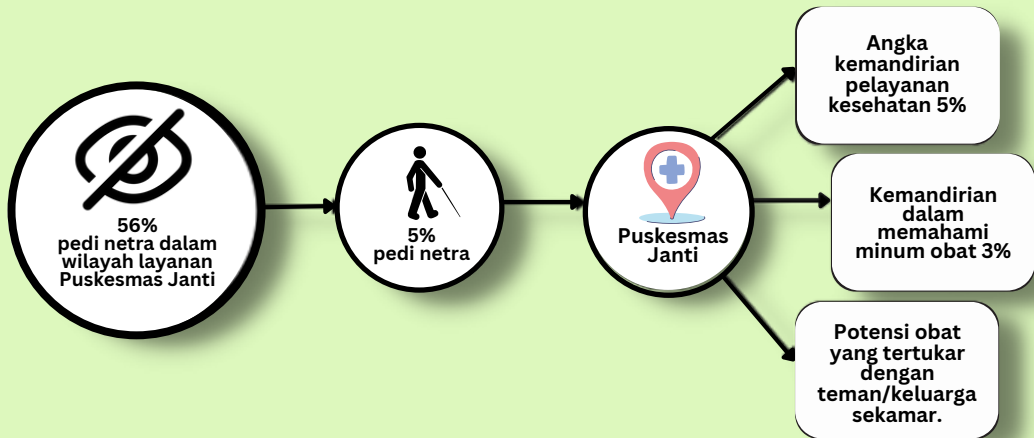 56%
pedi netra dalam
wilayah layanan
Puskesmas Janti
5%
pedi netra
Puskesmas
Janti
Angka
kemandirian
pelayanan
kesehatan 5%
Kemandirian
dalam
memahami
minum obat 3%
Potensi obat
yang tertukar
dengan
teman/keluarga
sekamar.